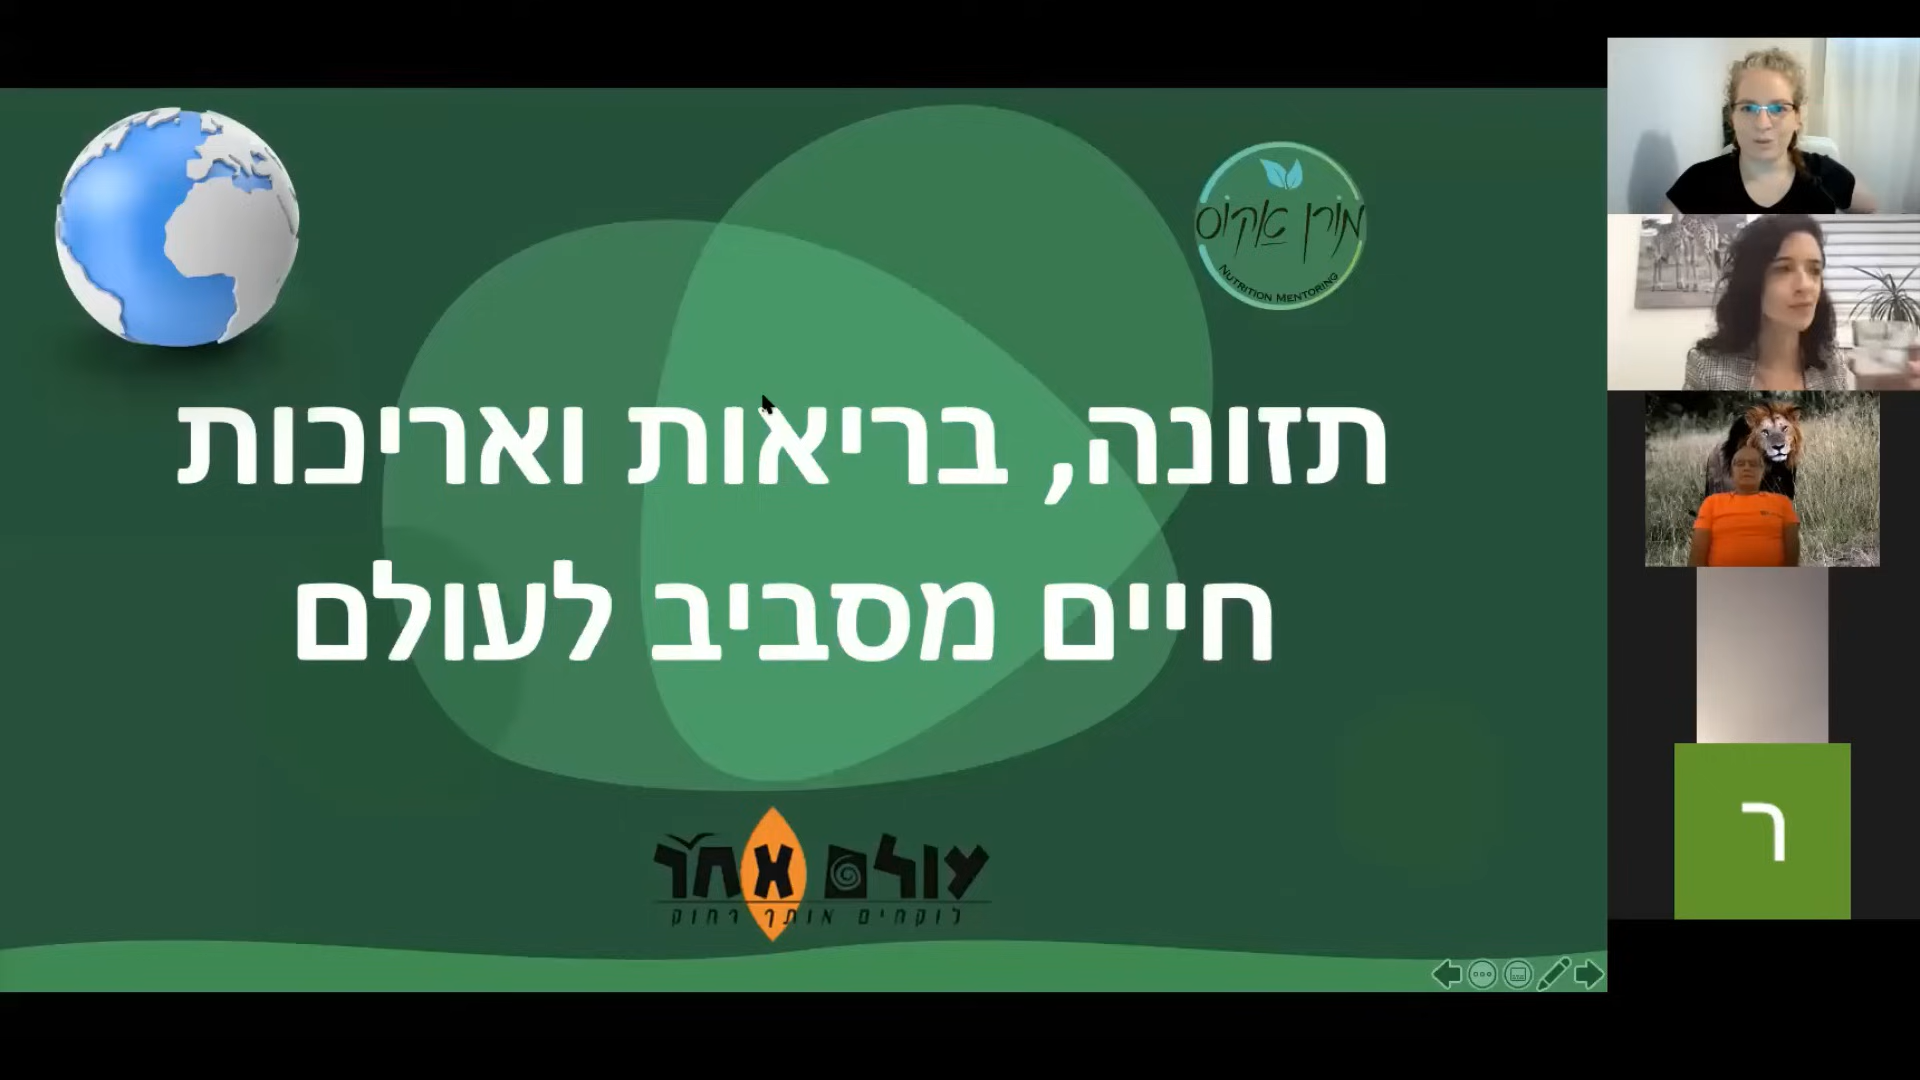 מורן אקוס
NUTRITION MENTORING
תזונה, בריאות ואריכות
חיים מסביב לעולם
עולם אחר
לוקחים אותך רחוק
ר